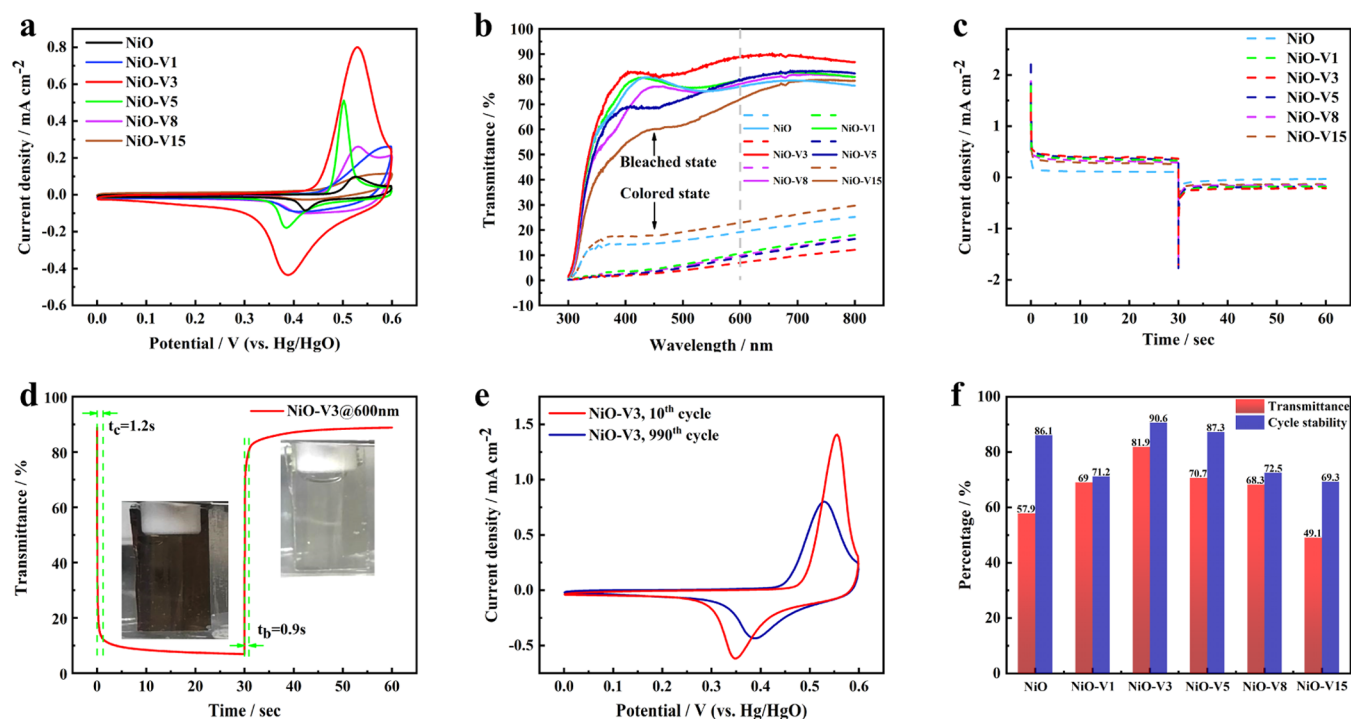 a
Current density / mA cm⁻²
0.8
0.6
0.4
0.2
0.0
-0.2
-0.4
-0.6
NiO
NiO-V1
NiO-V3
NiO-V5
NiO-V8
NiO-V15
0.0 0.1 0.2 0.3 0.4 0.5 0.6
Potential / V (vs. Hg/HgO)
b
Transmittance / %
100
90
80
70
60
50
40
30
20
10
0
-10
Bleached state
Colored state
NiO NiO-V1
NiO-V3 NiO-V5
NiO-V8 NiO-V15
300 400 500 600 700 800
Wavelength / nm
c
Current density / mA cm⁻²
2
1
0
-1
-2
NiO
NiO-V1
NiO-V3
NiO-V5
NiO-V8
NiO-V15
0 10 20 30 40 50 60
Time / sec
d
Transmittance / %
100
80
60
40
20
0
NiO-V3@600nm
tc=1.2s
tb=0.9s
0 10 20 30 40 50 60
Time / sec
e
Current density / mA cm⁻²
1.5
1.0
0.5
0.0
-0.5
NiO-V3, 10th cycle
NiO-V3, 990th cycle
0.0 0.1 0.2 0.3 0.4 0.5 0.6
Potential / V (vs. Hg/HgO)
f
Percentage / %
100
80
60
40
20
0
Transmittance
Cycle stability
57.9 86.1 69 71.2 81.9 90.6 70.7 87.3 68.3 72.5 49.1 69.3
NiO NiO-V1 NiO-V3 NiO-V5 NiO-V8 NiO-V15